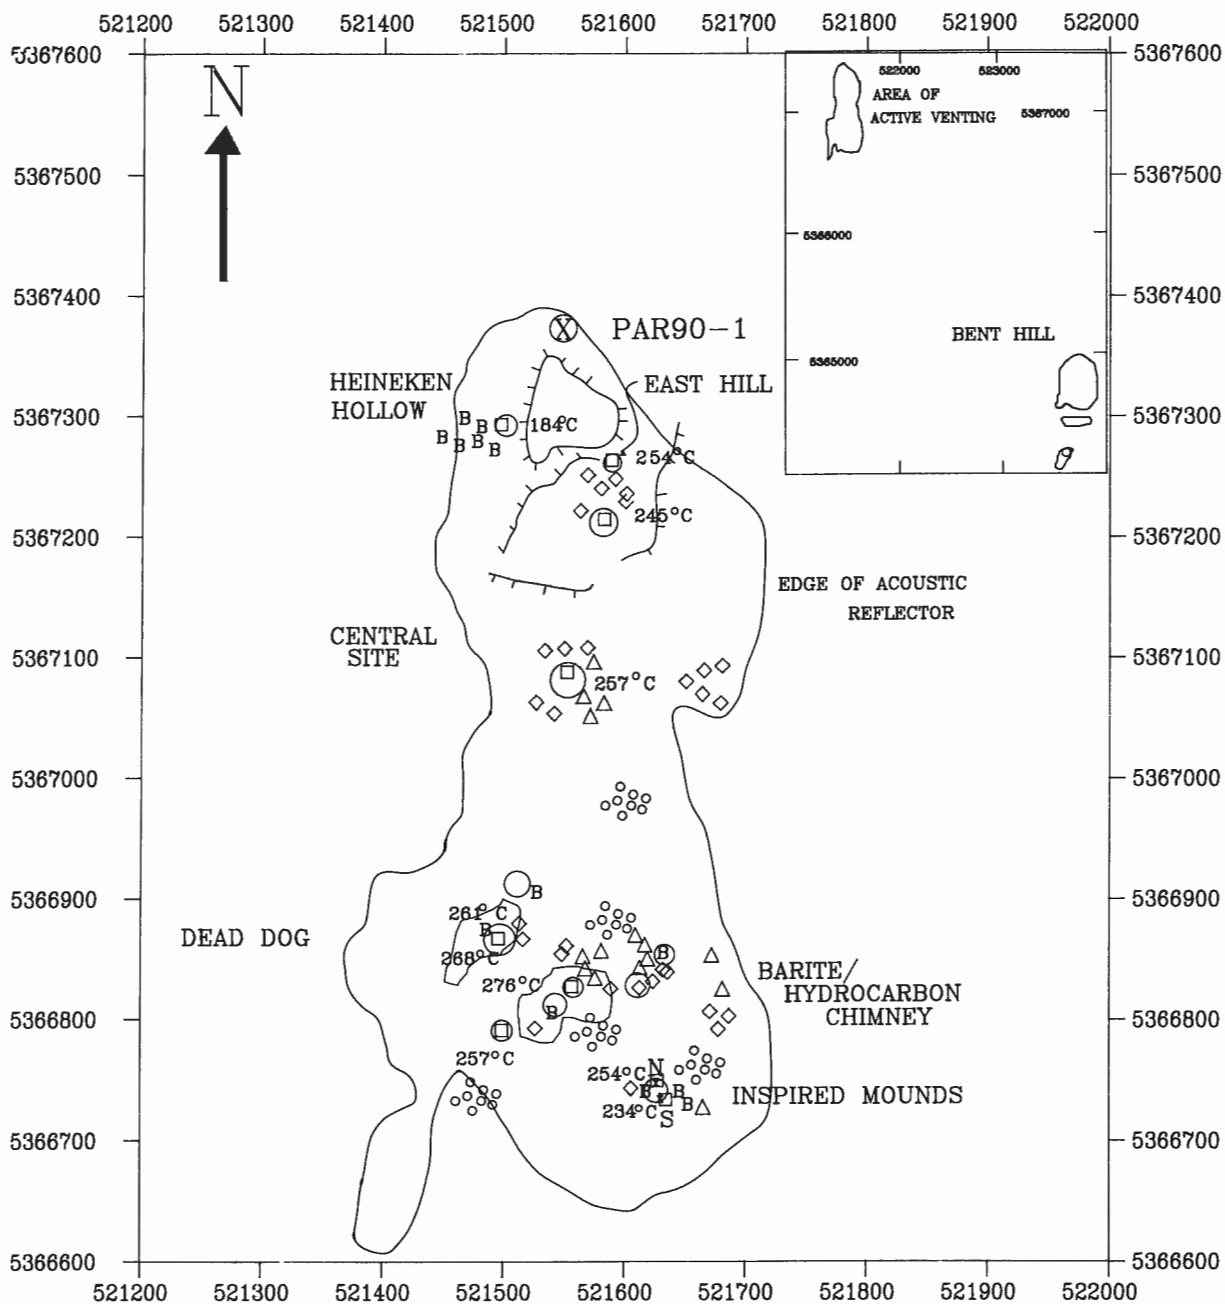 521200 521300 521400 521500 521600 521700 521800 521900 522000
5367600 5367600
N
522000 523000
AREA OF
ACTIVE VENTING 5367000
5367500 5367500
5366000
5367400 5367400
X PAR90-1
BENT HILL
5365000
HEINEKEN
HOLLOW
EAST HILL
5367300 5367300
B B B B B B
184°C
254°C
245°C
5367200 5367200
EDGE OF ACOUSTIC
REFLECTOR
CENTRAL
SITE
5367100 5367100
257°C
5367000 5367000
5366900 5366900
B
261°C
B
DEAD DOG
268°C
B
276°C
BARITE/
HYDROCARBON
CHIMNEY
5366800 5366800
B
257°C
254°C
N
B B
INSPIRED MOUNDS
234°C
B
S
5366700 5366700
5366600 5366600
521200 521300 521400 521500 521600 521700 521800 521900 522000